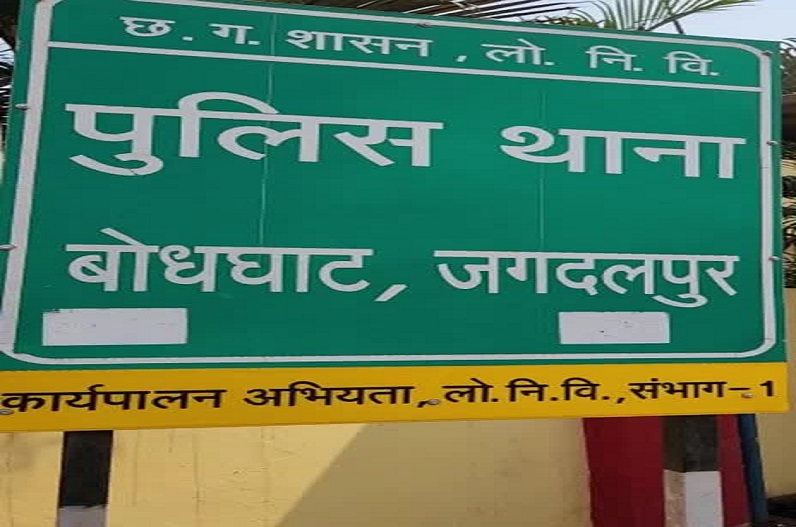 छ. ग. शासन, लो. नि. वि.
पुलिस थाना
बोधघाट, जगदलपुर
कार्यपालन अभियता, लो.नि.वि., संभाग-1